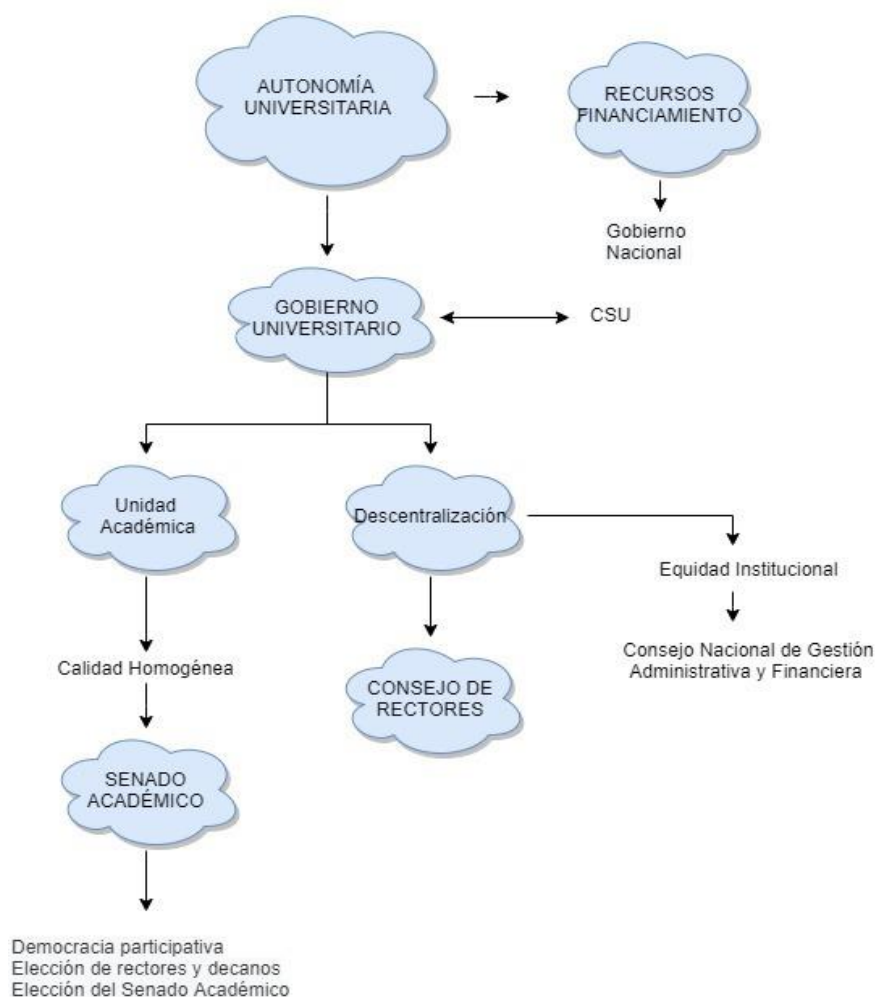 AUTONOMÍA
UNIVERSITARIA
RECURSOS
FINANCIAMIENTO
Gobierno
Nacional
GOBIERNO
UNIVERSITARIO
CSU
Unidad
Académica
Descentralización
Equidad Institucional
Calidad Homogénea
CONSEJO DE
RECTORES
Consejo Nacional de Gestión
Administrativa y Financiera
SENADO
ACADÉMICO
Democracia participativa
Elección de rectores y decanos
Elección del Senado Académico